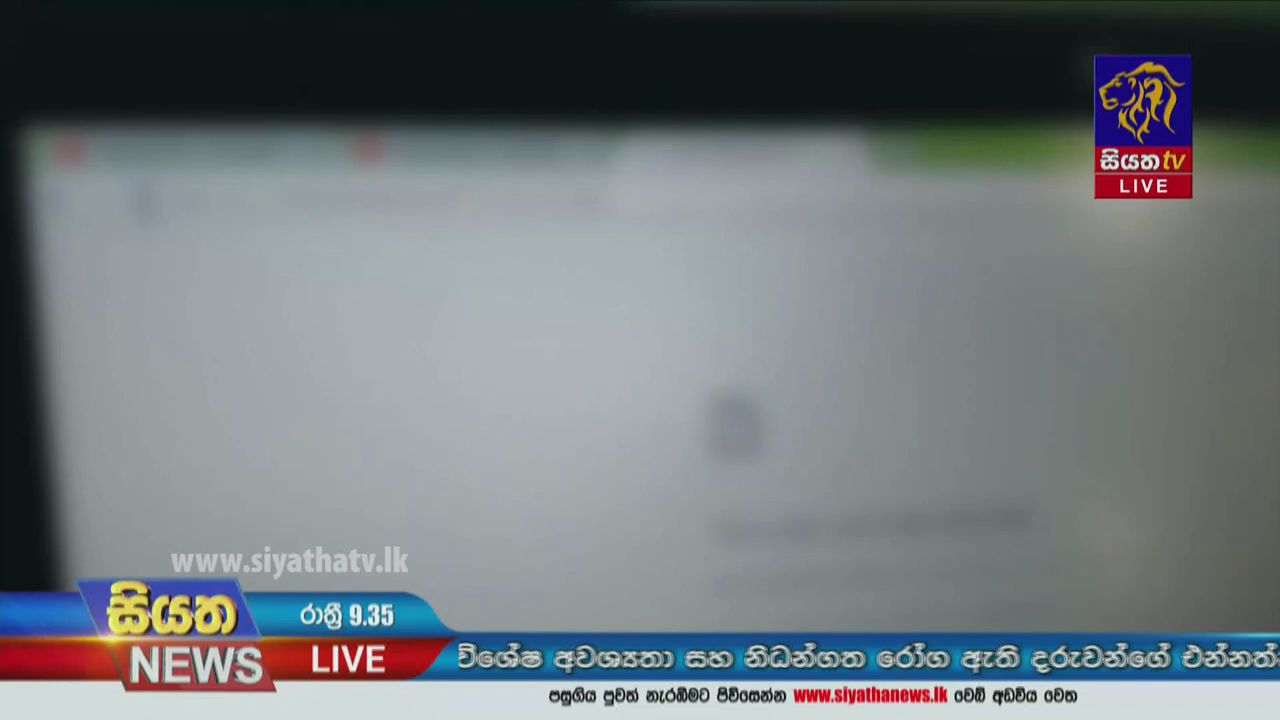 සියත tv
LIVE
www.siyathatv.lk
සියත
NEWS
රාත්‍රී 9.35
LIVE
විශේෂ අවශ්‍යතා සහ නිධන්ගත රෝග ඇති දරුවන්ගේ එන්නත්
පසුගිය පුවත් නැරඹීමට පිවිසෙන්න www.siyathanews.lk වෙබ් අඩවිය වෙත